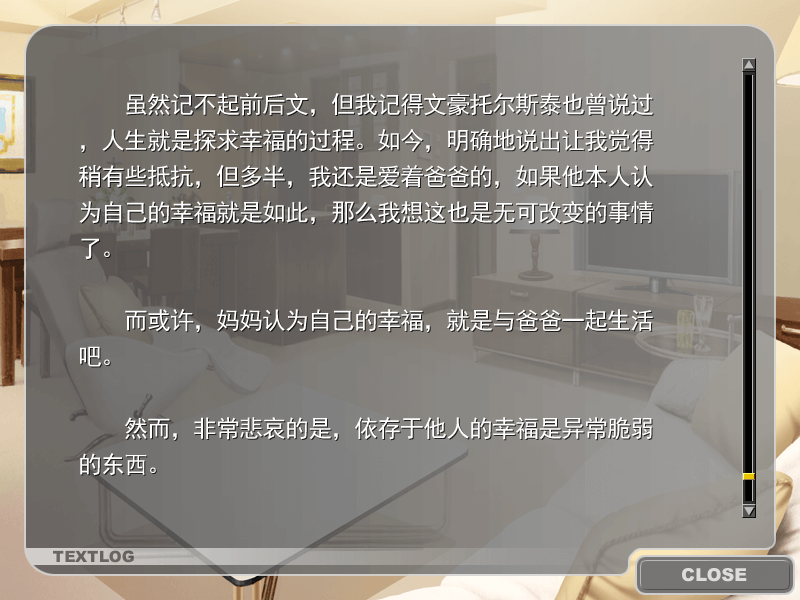 虽然记不起前后文，但我记得文豪托尔斯泰也曾说过
，人生就是探求幸福的过程。如今，明确地说出让我觉得
稍有些抵抗，但多半，我还是爱着爸爸的，如果他本人认
为自己的幸福就是如此，那么我想这也是无可改变的事情
了。
而或许，妈妈认为自己的幸福，就是与爸爸一起生活
吧。
然而，非常悲哀的是，依存于他人的幸福是异常脆弱
的东西。
TEXTLOG
CLOSE